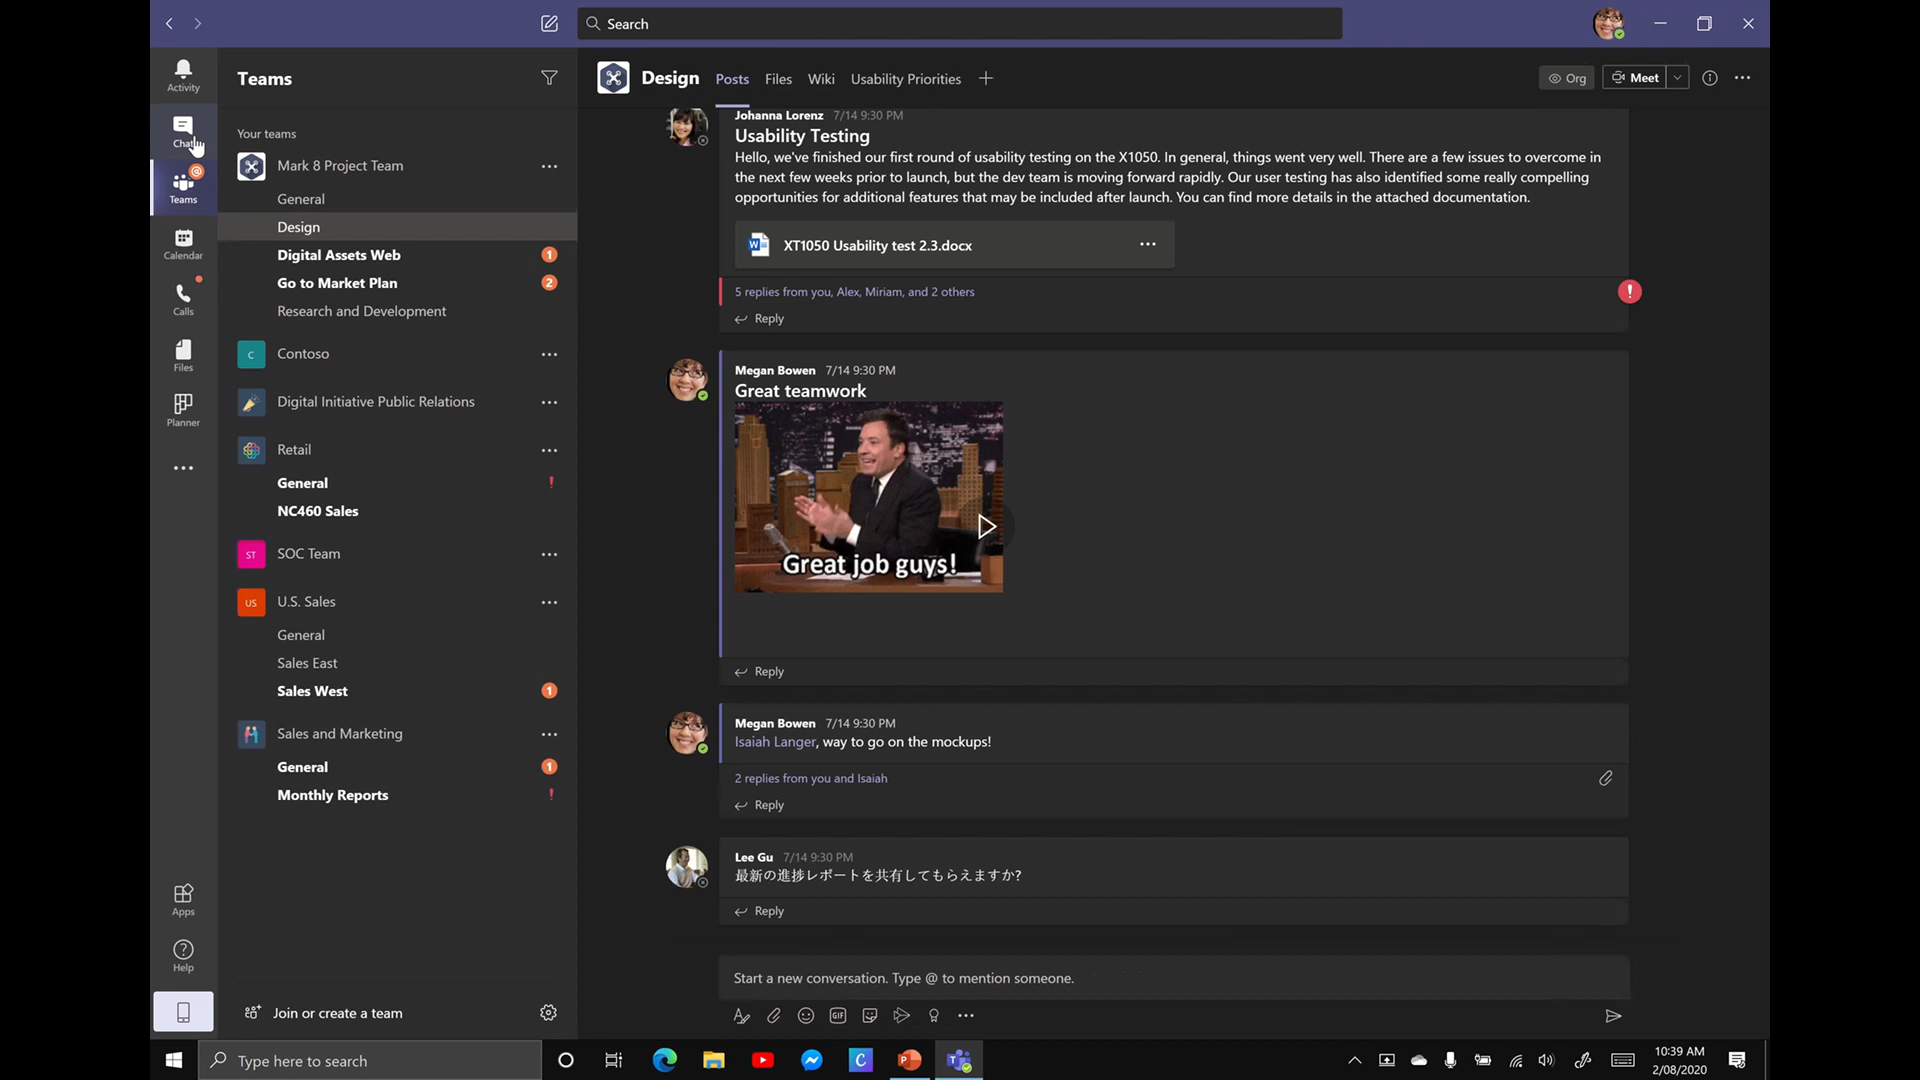 Search
Activity
Chat
Teams
Calendar
Calls
Files
Planner
Apps
Help
Teams
Your teams
Mark 8 Project Team
General
Design
Digital Assets Web 1
Go to Market Plan 2
Research and Development
C Contoso
Digital Initiative Public Relations
Retail
General !
NC460 Sales
ST SOC Team
US U.S. Sales
General
Sales East
Sales West 1
Sales and Marketing
General 1
Monthly Reports !
Join or create a team
Design Posts Files Wiki Usability Priorities Org Meet
Johanna Lorenz 7/14 9:30 PM
Usability Testing
Hello, we've finished our first round of usability testing on the X1050. In general, things went very well. There are a few issues to overcome in
the next few weeks prior to launch, but the dev team is moving forward rapidly. Our user testing has also identified some really compelling
opportunities for additional features that may be included after launch. You can find more details in the attached documentation.
XT1050 Usability test 2.3.docx
5 replies from you, Alex, Miriam, and 2 others
Reply
Megan Bowen 7/14 9:30 PM
Great teamwork
Great job guys!
Reply
Megan Bowen 7/14 9:30 PM
Isaiah Langer, way to go on the mockups!
2 replies from you and Isaiah
Reply
Lee Gu 7/14 9:30 PM
最新の進捗レポートを共有してもらえますか?
Reply
Start a new conversation. Type @ to mention someone.
GIF
Type here to search
10:39 AM
2/08/2020